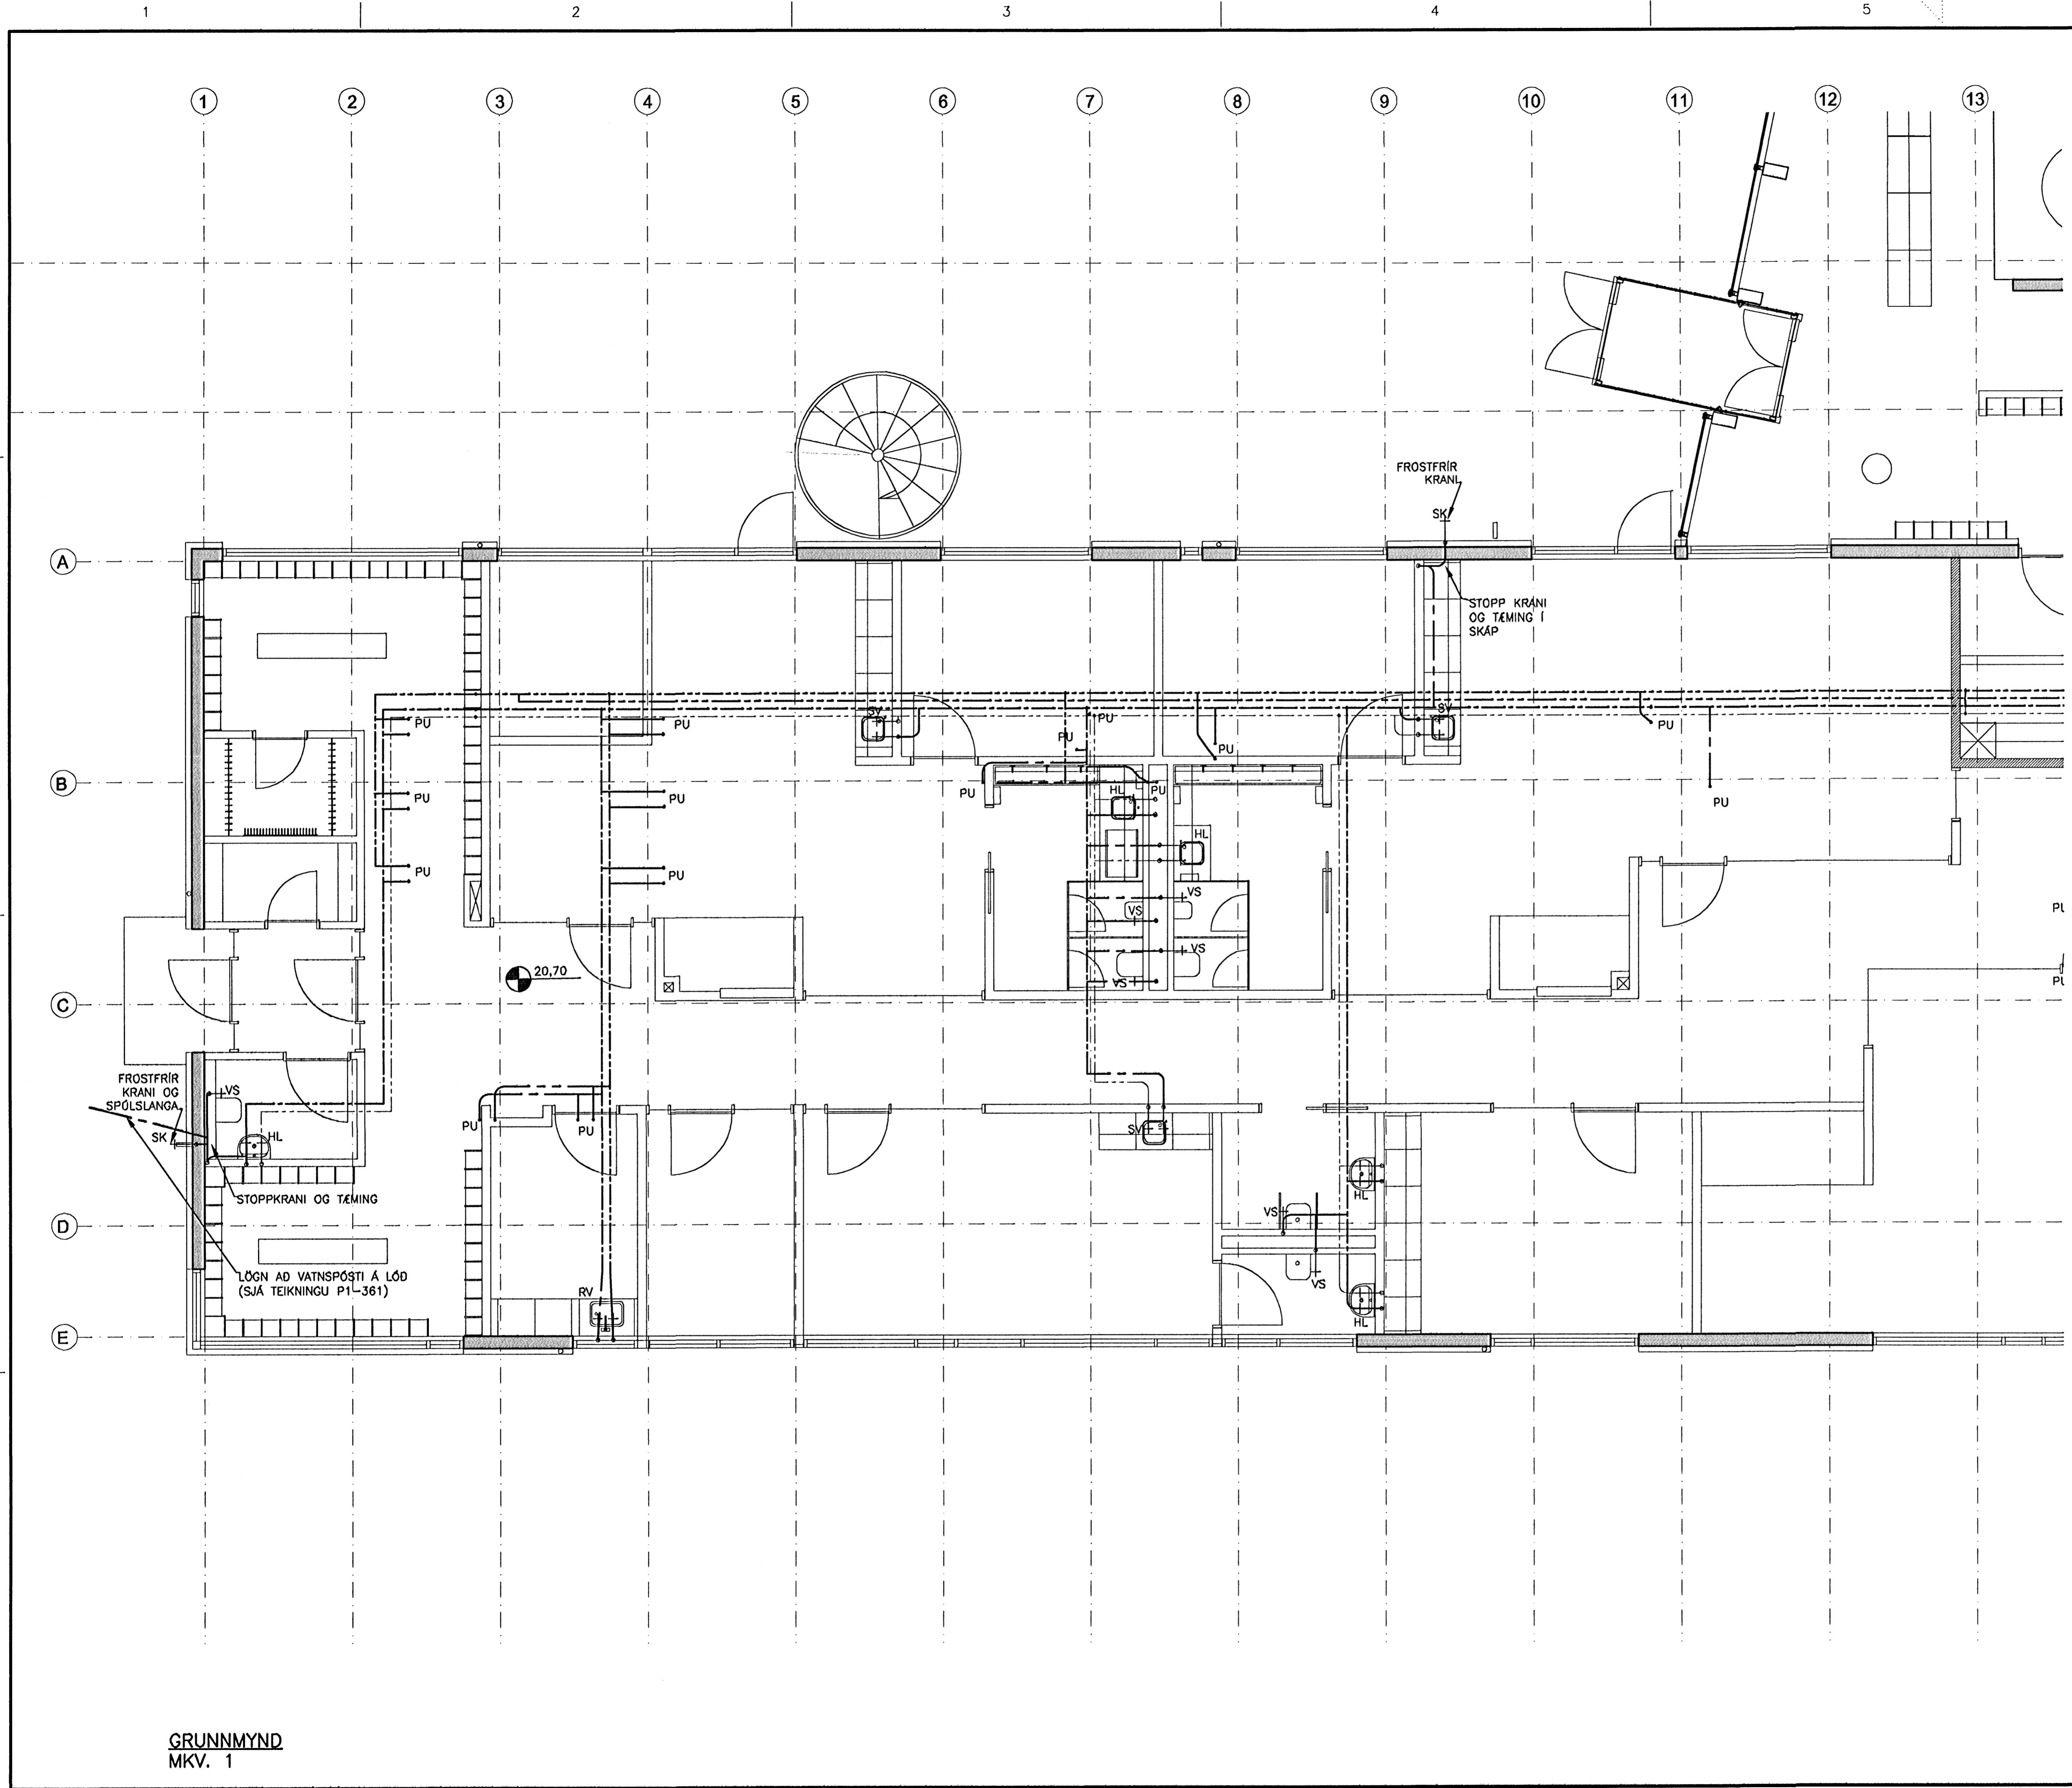 1 2 3 4 5
1 2 3 4 5 6 7 8 9 10 11 12 13
FROSTFRÍR
KRANI
SK
A
STOPP KRANI
OG TÆMING Í
SKÁP
PU PU SV PU PU PU SV PU
B
PU PU PU HL PU PU
HL
PU PU
VS
VS
PU
VS
20,70
VS
PU
C
FROSTFRÍR
KRANI OG
SPÓLSLANGA
VS
SK
HL
PU PU SV
STOPPKRANI OG TÆMING
HL
D
VS
LÖGN AÐ VATNSPÓSTI Á LÓÐ
(SJÁ TEIKNINGU P1-361)
VS
RV
HL
E
GRUNNMYND
MKV. 1